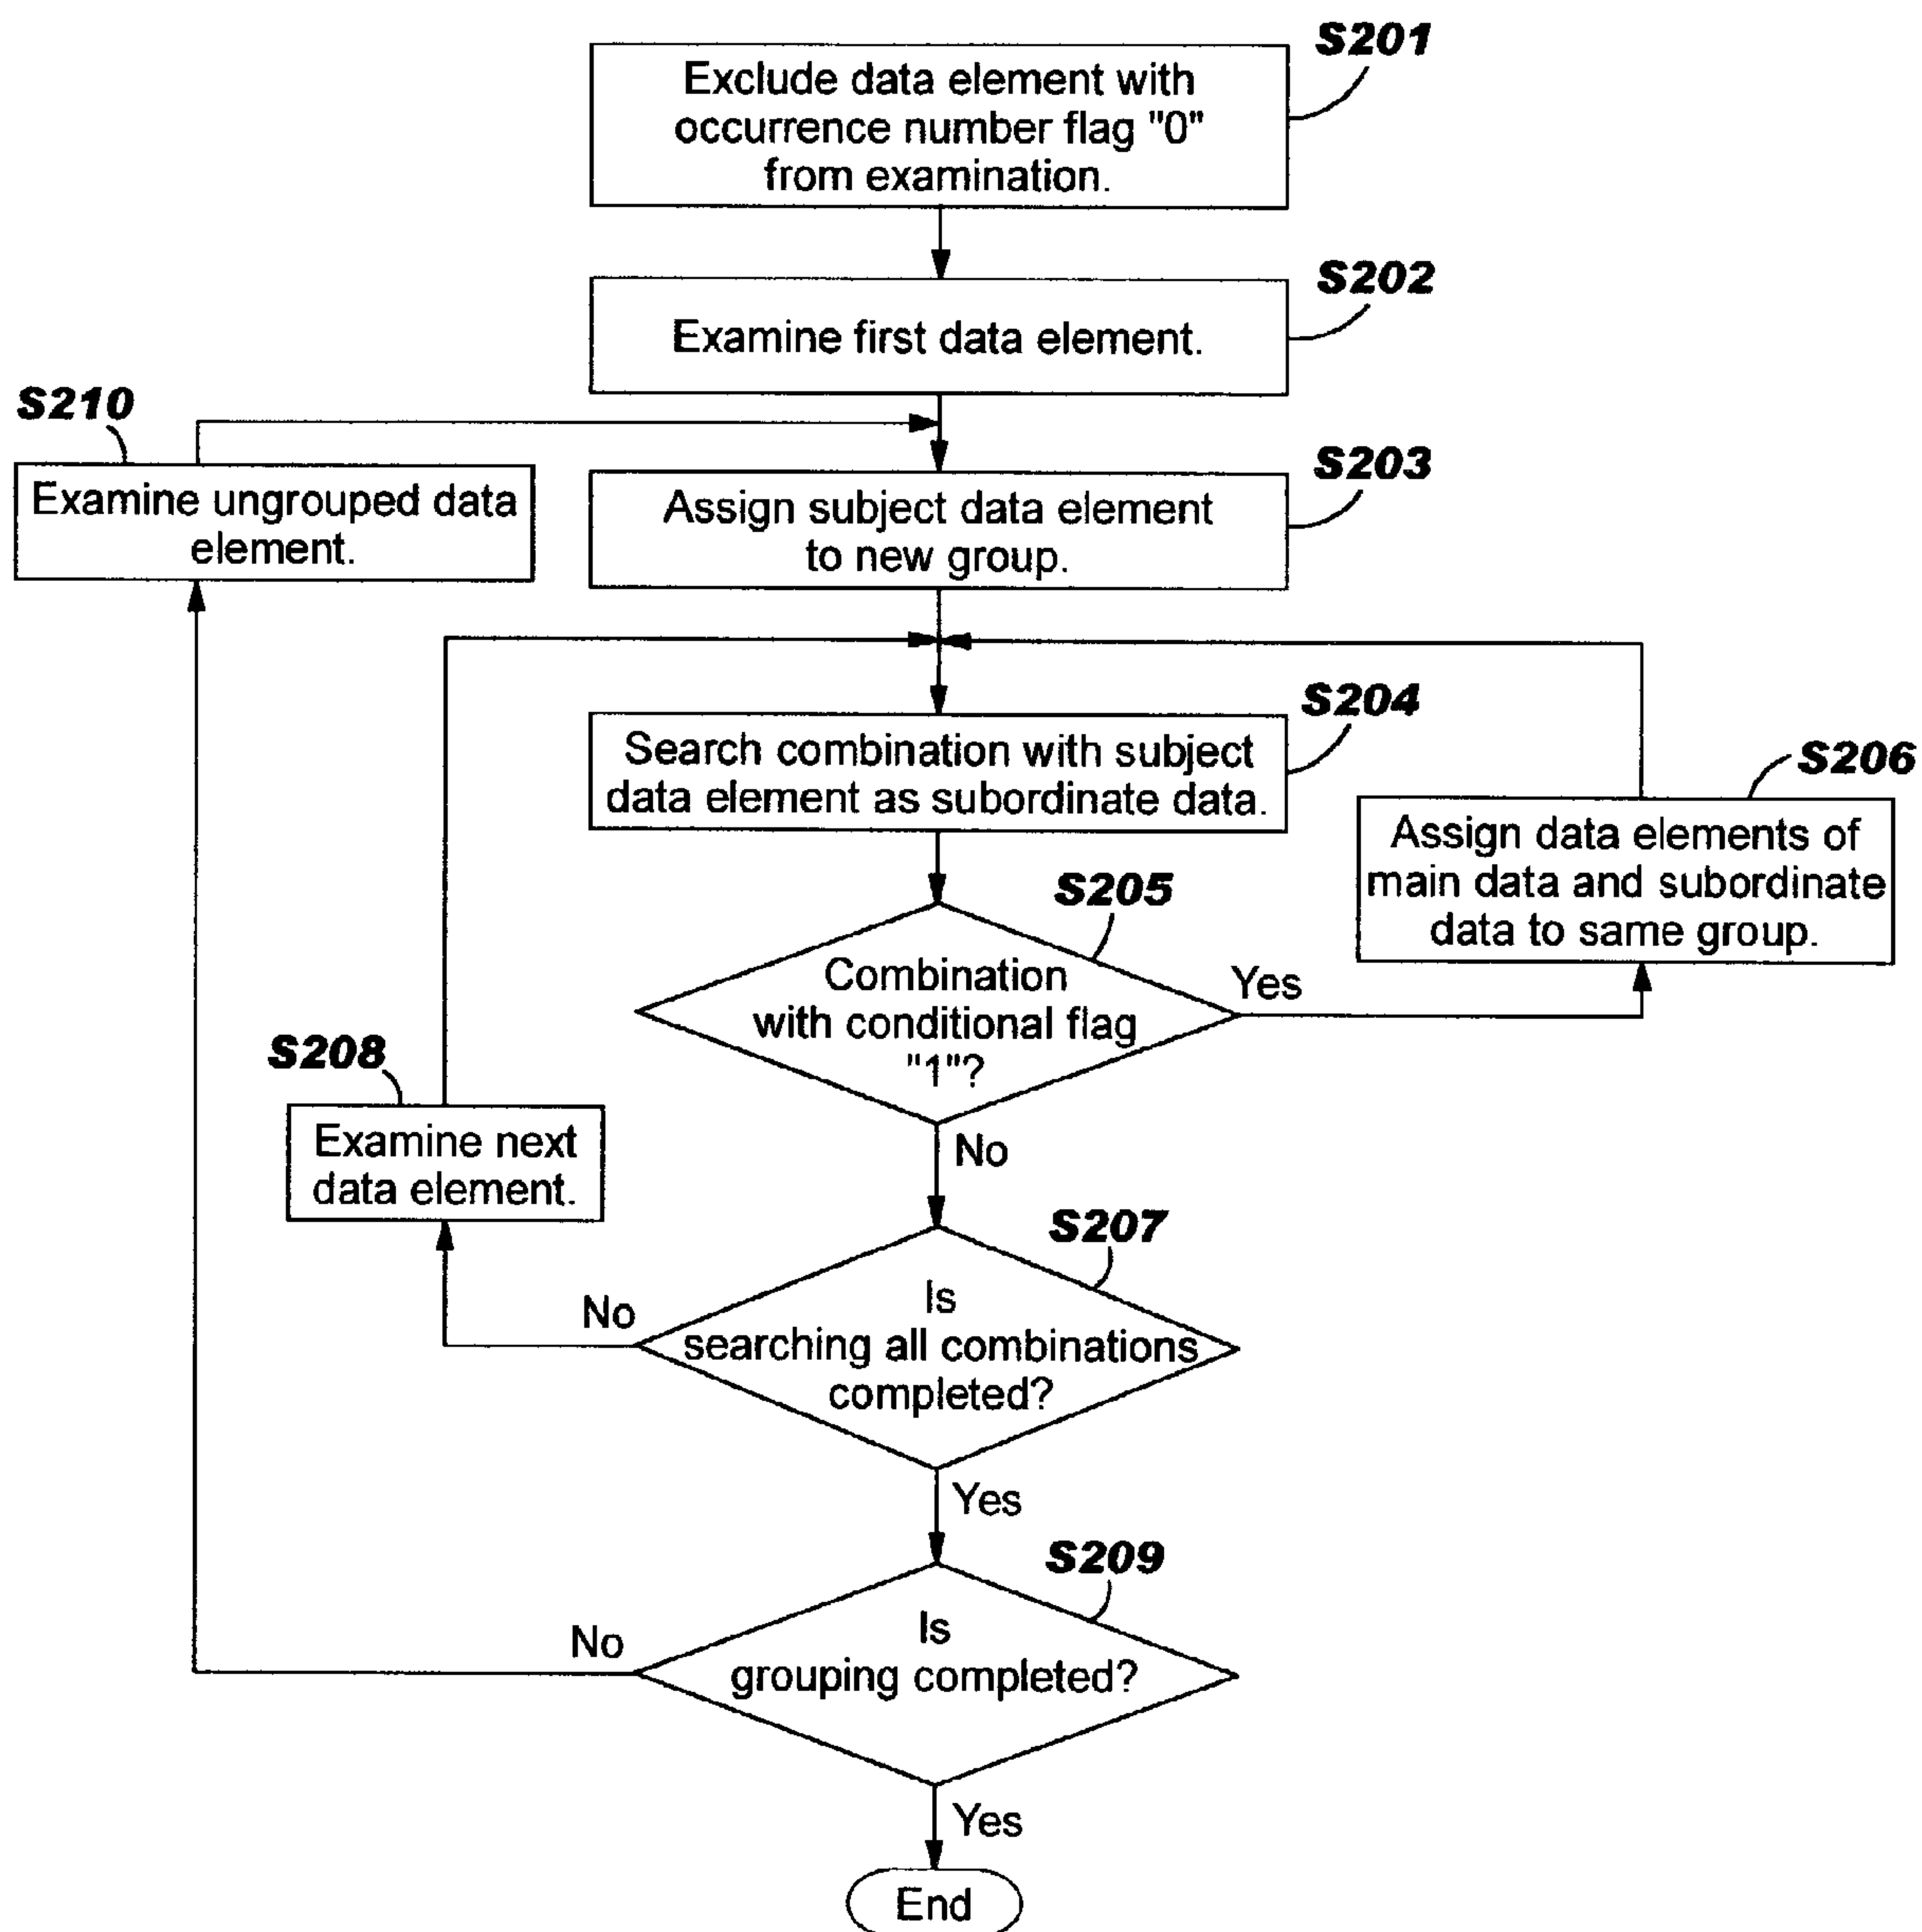 S201
Exclude data element with
occurrence number flag "0"
from examination.
S202
Examine first data element.
S210
Examine ungrouped data
element.
S203
Assign subject data element
to new group.
S204
Search combination with subject
data element as subordinate data.
S206
Assign data elements of
main data and subordinate
data to same group.
S205
Combination
with conditional flag
"1"?
Yes
No
S208
Examine next
data element.
S207
Is
searching all combinations
completed?
No
Yes
S209
Is
grouping completed?
No
Yes
End